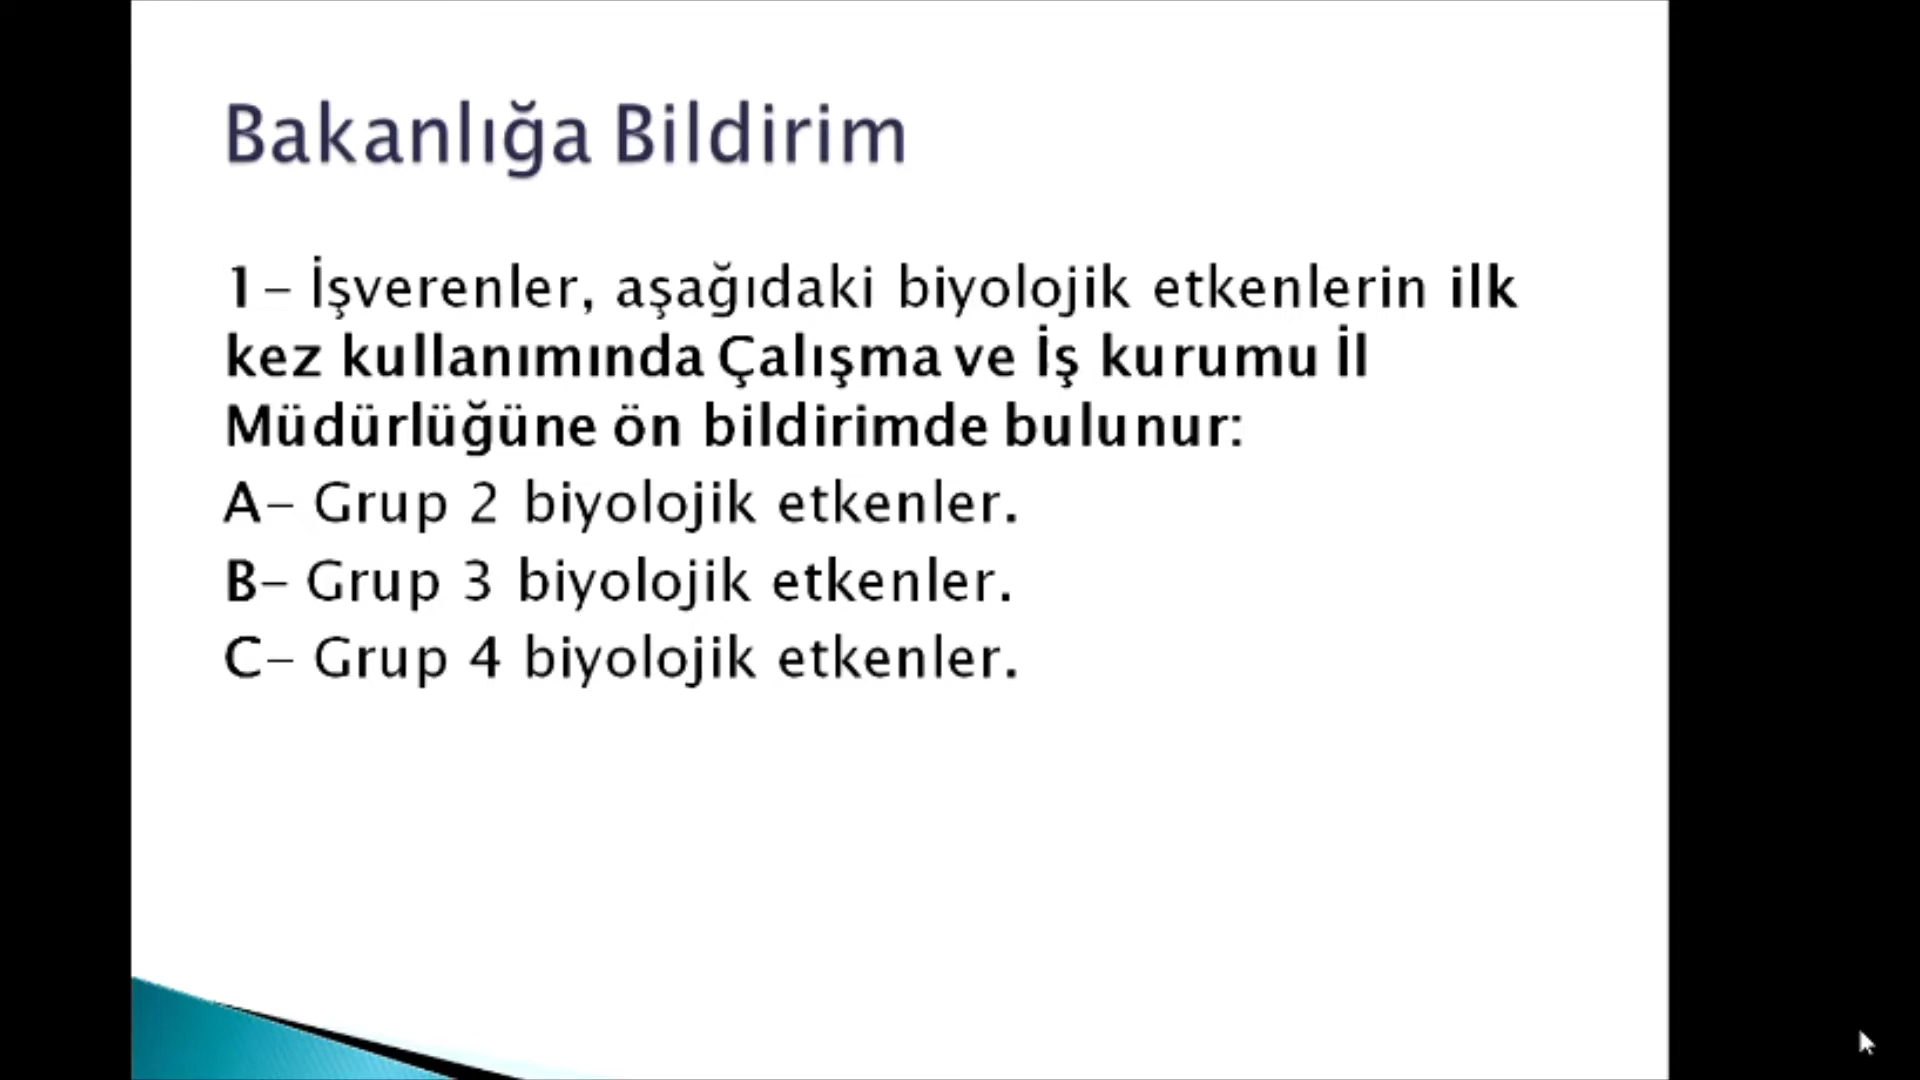 Bakanlığa Bildirim
1- İşverenler, aşağıdaki biyolojik etkenlerin ilk
kez kullanımında Çalışma ve İş kurumu İl
Müdürlüğüne ön bildirimde bulunur:
A- Grup 2 biyolojik etkenler.
B- Grup 3 biyolojik etkenler.
C- Grup 4 biyolojik etkenler.